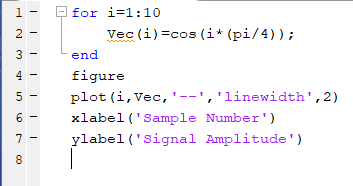 1 - for i=1:10
2 - Vec(i)=cos(i*(pi/4));
3 - end
4 - figure
5 - plot(i,Vec,'--','linewidth',2)
6 - xlabel('Sample Number')
7 - ylabel('Signal Amplitude')
8